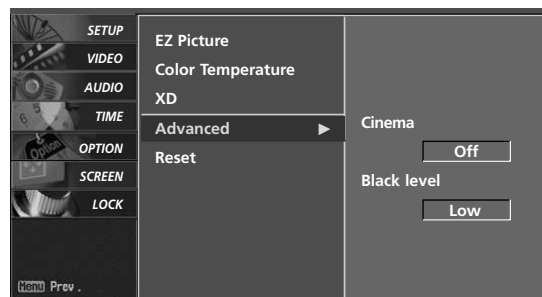 SETUP
VIDEO
AUDIO
TIME
OPTION
SCREEN
LOCK
Menu Prev.
EZ Picture
Color Temperature
XD
Advanced ▶
Reset
Cinema
Off
Black level
Low